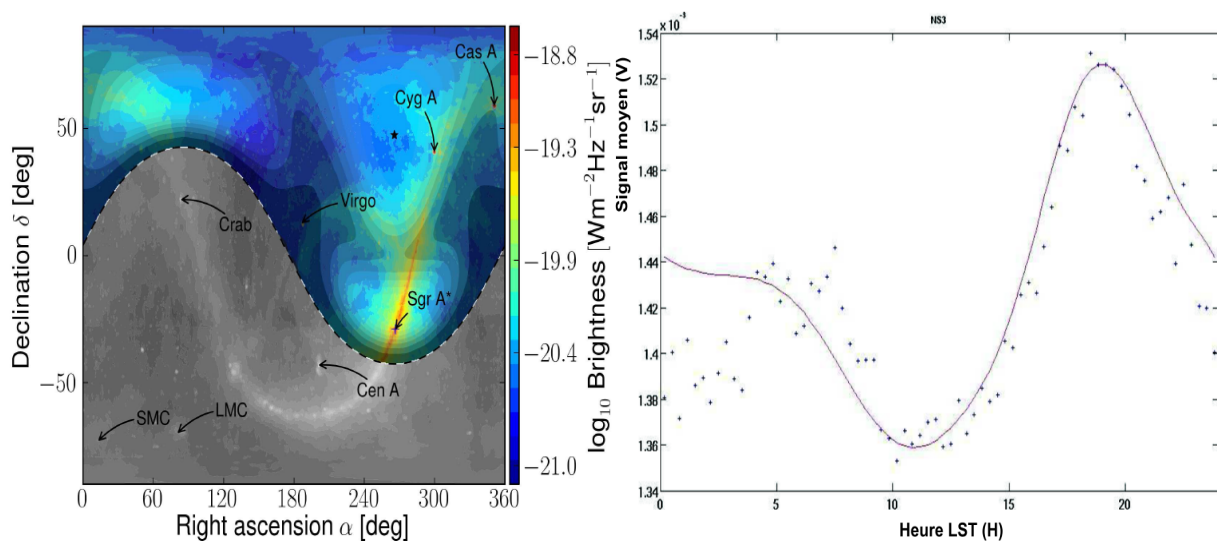 Cas A
Cyg A
Virgo
Crab
Sgr A*
Cen A
SMC
LMC
50
0
−50
Declination δ [deg]
0 60 120 180 240 300 360
Right ascension α [deg]
−18.8
−19.3
−19.9
−20.4
−21.0
log₁₀ Brightness [Wm⁻²Hz⁻¹sr⁻¹]
NS3
x 10⁻³
1.54
1.52
1.5
1.48
1.46
1.44
1.42
1.4
1.38
1.36
1.34
Signal moyen (V)
0 5 10 15 20
Heure LST (H)